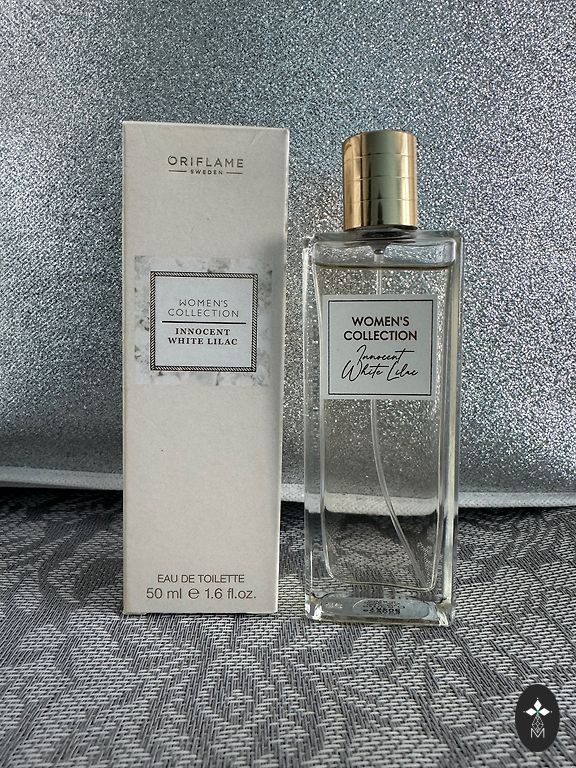 ORIFLAME
SWEDEN
WOMEN'S
COLLECTION
INNOCENT
WHITE LILAC
EAU DE TOILETTE
50 ml ℮ 1.6 fl.oz.
WOMEN'S
COLLECTION
Innocent
White Lilac
M